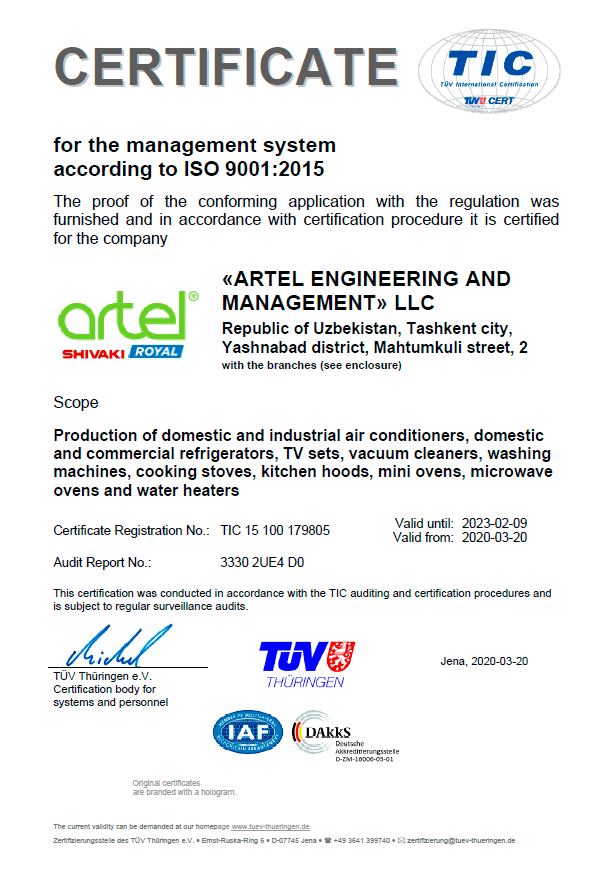 CERTIFICATE
TIC
TÜV International Certification
TÜV CERT
for the management system
according to ISO 9001:2015
The proof of the conforming application with the regulation was
furnished and in accordance with certification procedure it is certified
for the company
artel®
SHIVAKI ROYAL
«ARTEL ENGINEERING AND
MANAGEMENT» LLC
Republic of Uzbekistan, Tashkent city,
Yashnabad district, Mahtumkuli street, 2
with the branches (see enclosure)
Scope
Production of domestic and industrial air conditioners, domestic
and commercial refrigerators, TV sets, vacuum cleaners, washing
machines, cooking stoves, kitchen hoods, mini ovens, microwave
ovens and water heaters
Certificate Registration No.: TIC 15 100 179805
Valid until: 2023-02-09
Valid from: 2020-03-20
Audit Report No.: 3330 2UE4 D0
This certification was conducted in accordance with the TIC auditing and certification procedures and
is subject to regular surveillance audits.
TÜV Thüringen e.V.
Certification body for
systems and personnel
TÜV
THÜRINGEN
Jena, 2020-03-20
MEMBER OF MULTILATERAL
IAF
RECOGNITION ARRANGEMENT
DAkkS
Deutsche
Akkreditierungsstelle
D-ZM-16006-03-01
Original certificates
are branded with a hologram.
The current validity can be demanded at our homepage www.tuev-thueringen.de.
Zertifizierungsstelle des TÜV Thüringen e.V. • Ernst-Ruska-Ring 6 • D-07745 Jena • ☎ +49 3641 399740 • ✉ zertifizierung@tuev-thueringen.de